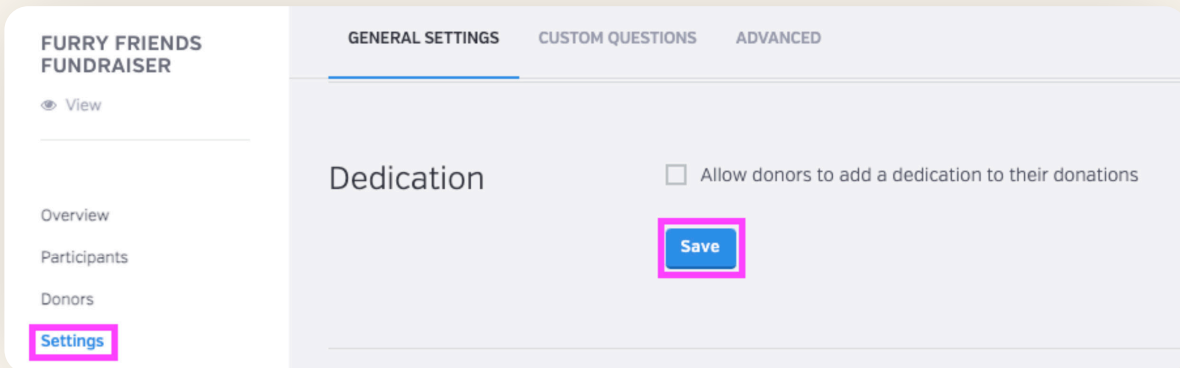 FURRY FRIENDS
FUNDRAISER
View
Overview
Participants
Donors
Settings
GENERAL SETTINGS CUSTOM QUESTIONS ADVANCED
Dedication
Allow donors to add a dedication to their donations
Save